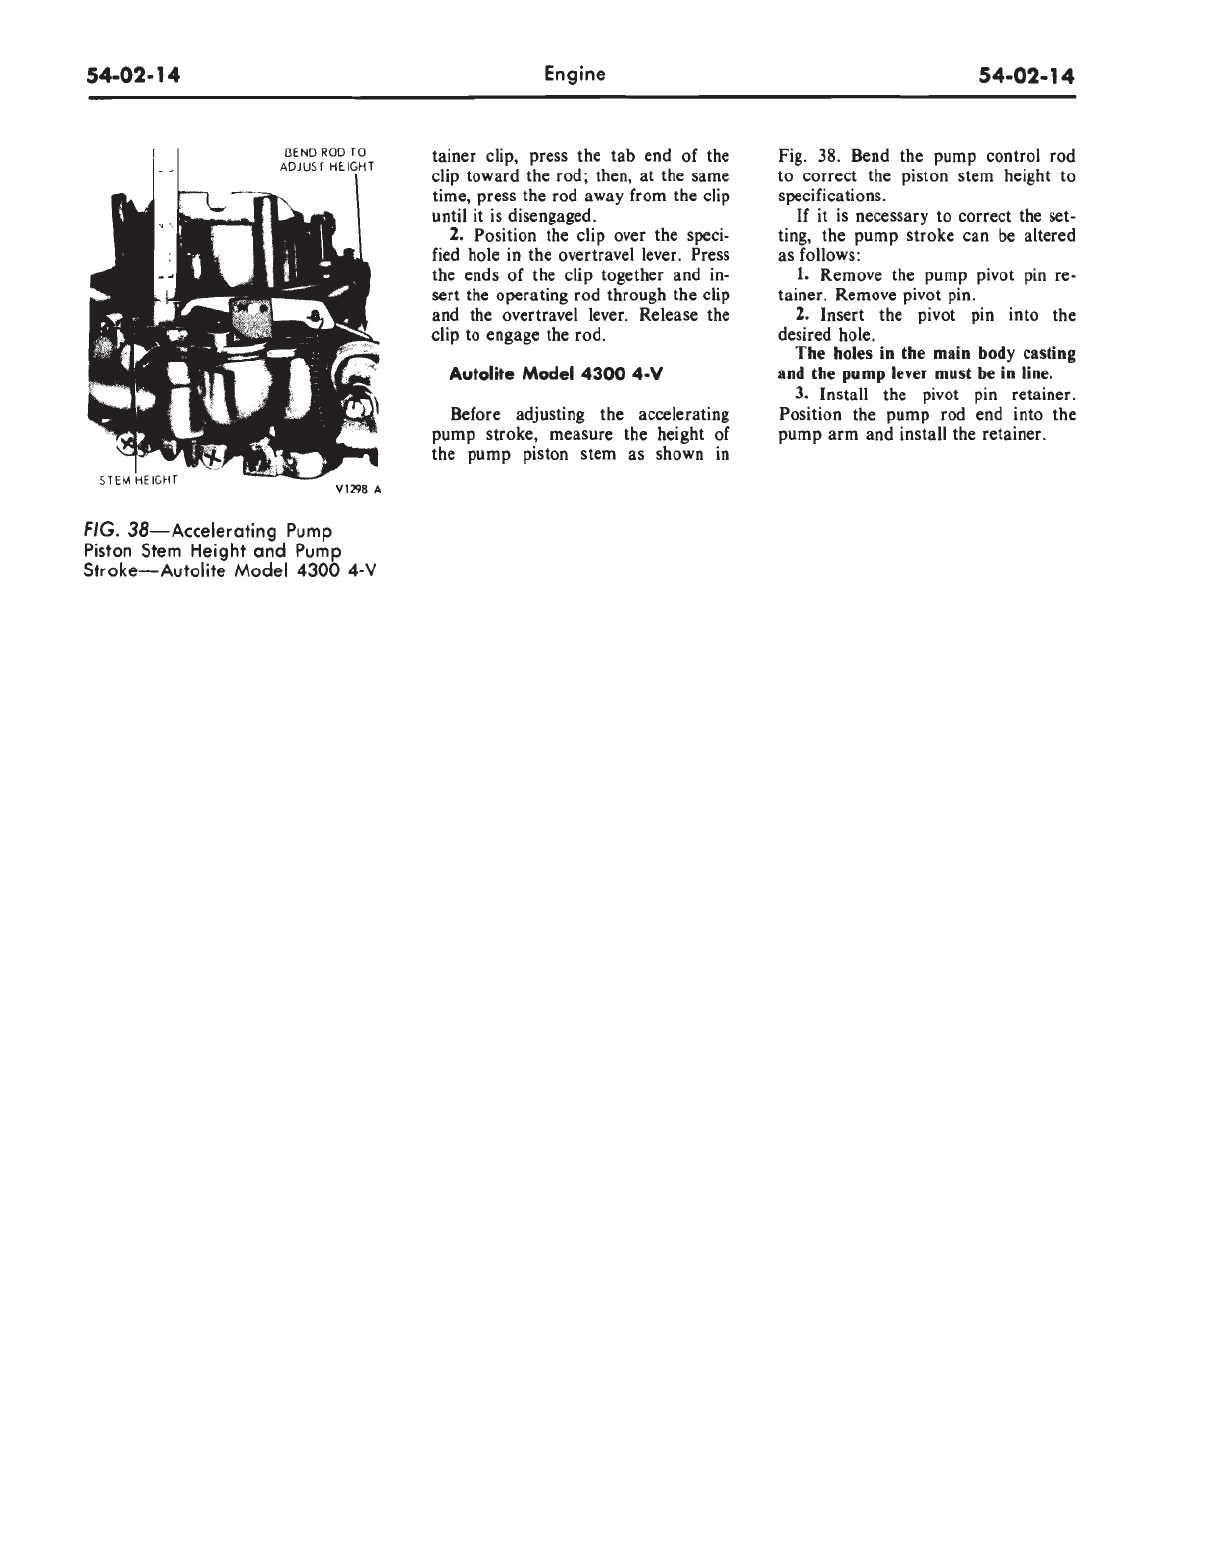 54-02-14 Engine 54-02-14
BEND ROD TO
ADJUST HEIGHT
STEM HEIGHT
V1298 A
FIG. 38—Accelerating Pump
Piston Stem Height and Pump
Stroke—Autolite Model 4300 4-V
tainer clip, press the tab end of the
clip toward the rod; then, at the same
time, press the rod away from the clip
until it is disengaged.
2. Position the clip over the speci-
fied hole in the overtravel lever. Press
the ends of the clip together and in-
sert the operating rod through the clip
and the overtravel lever. Release the
clip to engage the rod.
Autolite Model 4300 4-V
Before adjusting the accelerating
pump stroke, measure the height of
the pump piston stem as shown in
Fig. 38. Bend the pump control rod
to correct the piston stem height to
specifications.
If it is necessary to correct the set-
ting, the pump stroke can be altered
as follows:
1. Remove the pump pivot pin re-
tainer. Remove pivot pin.
2. Insert the pivot pin into the
desired hole.
The holes in the main body casting
and the pump lever must be in line.
3. Install the pivot pin retainer.
Position the pump rod end into the
pump arm and install the retainer.